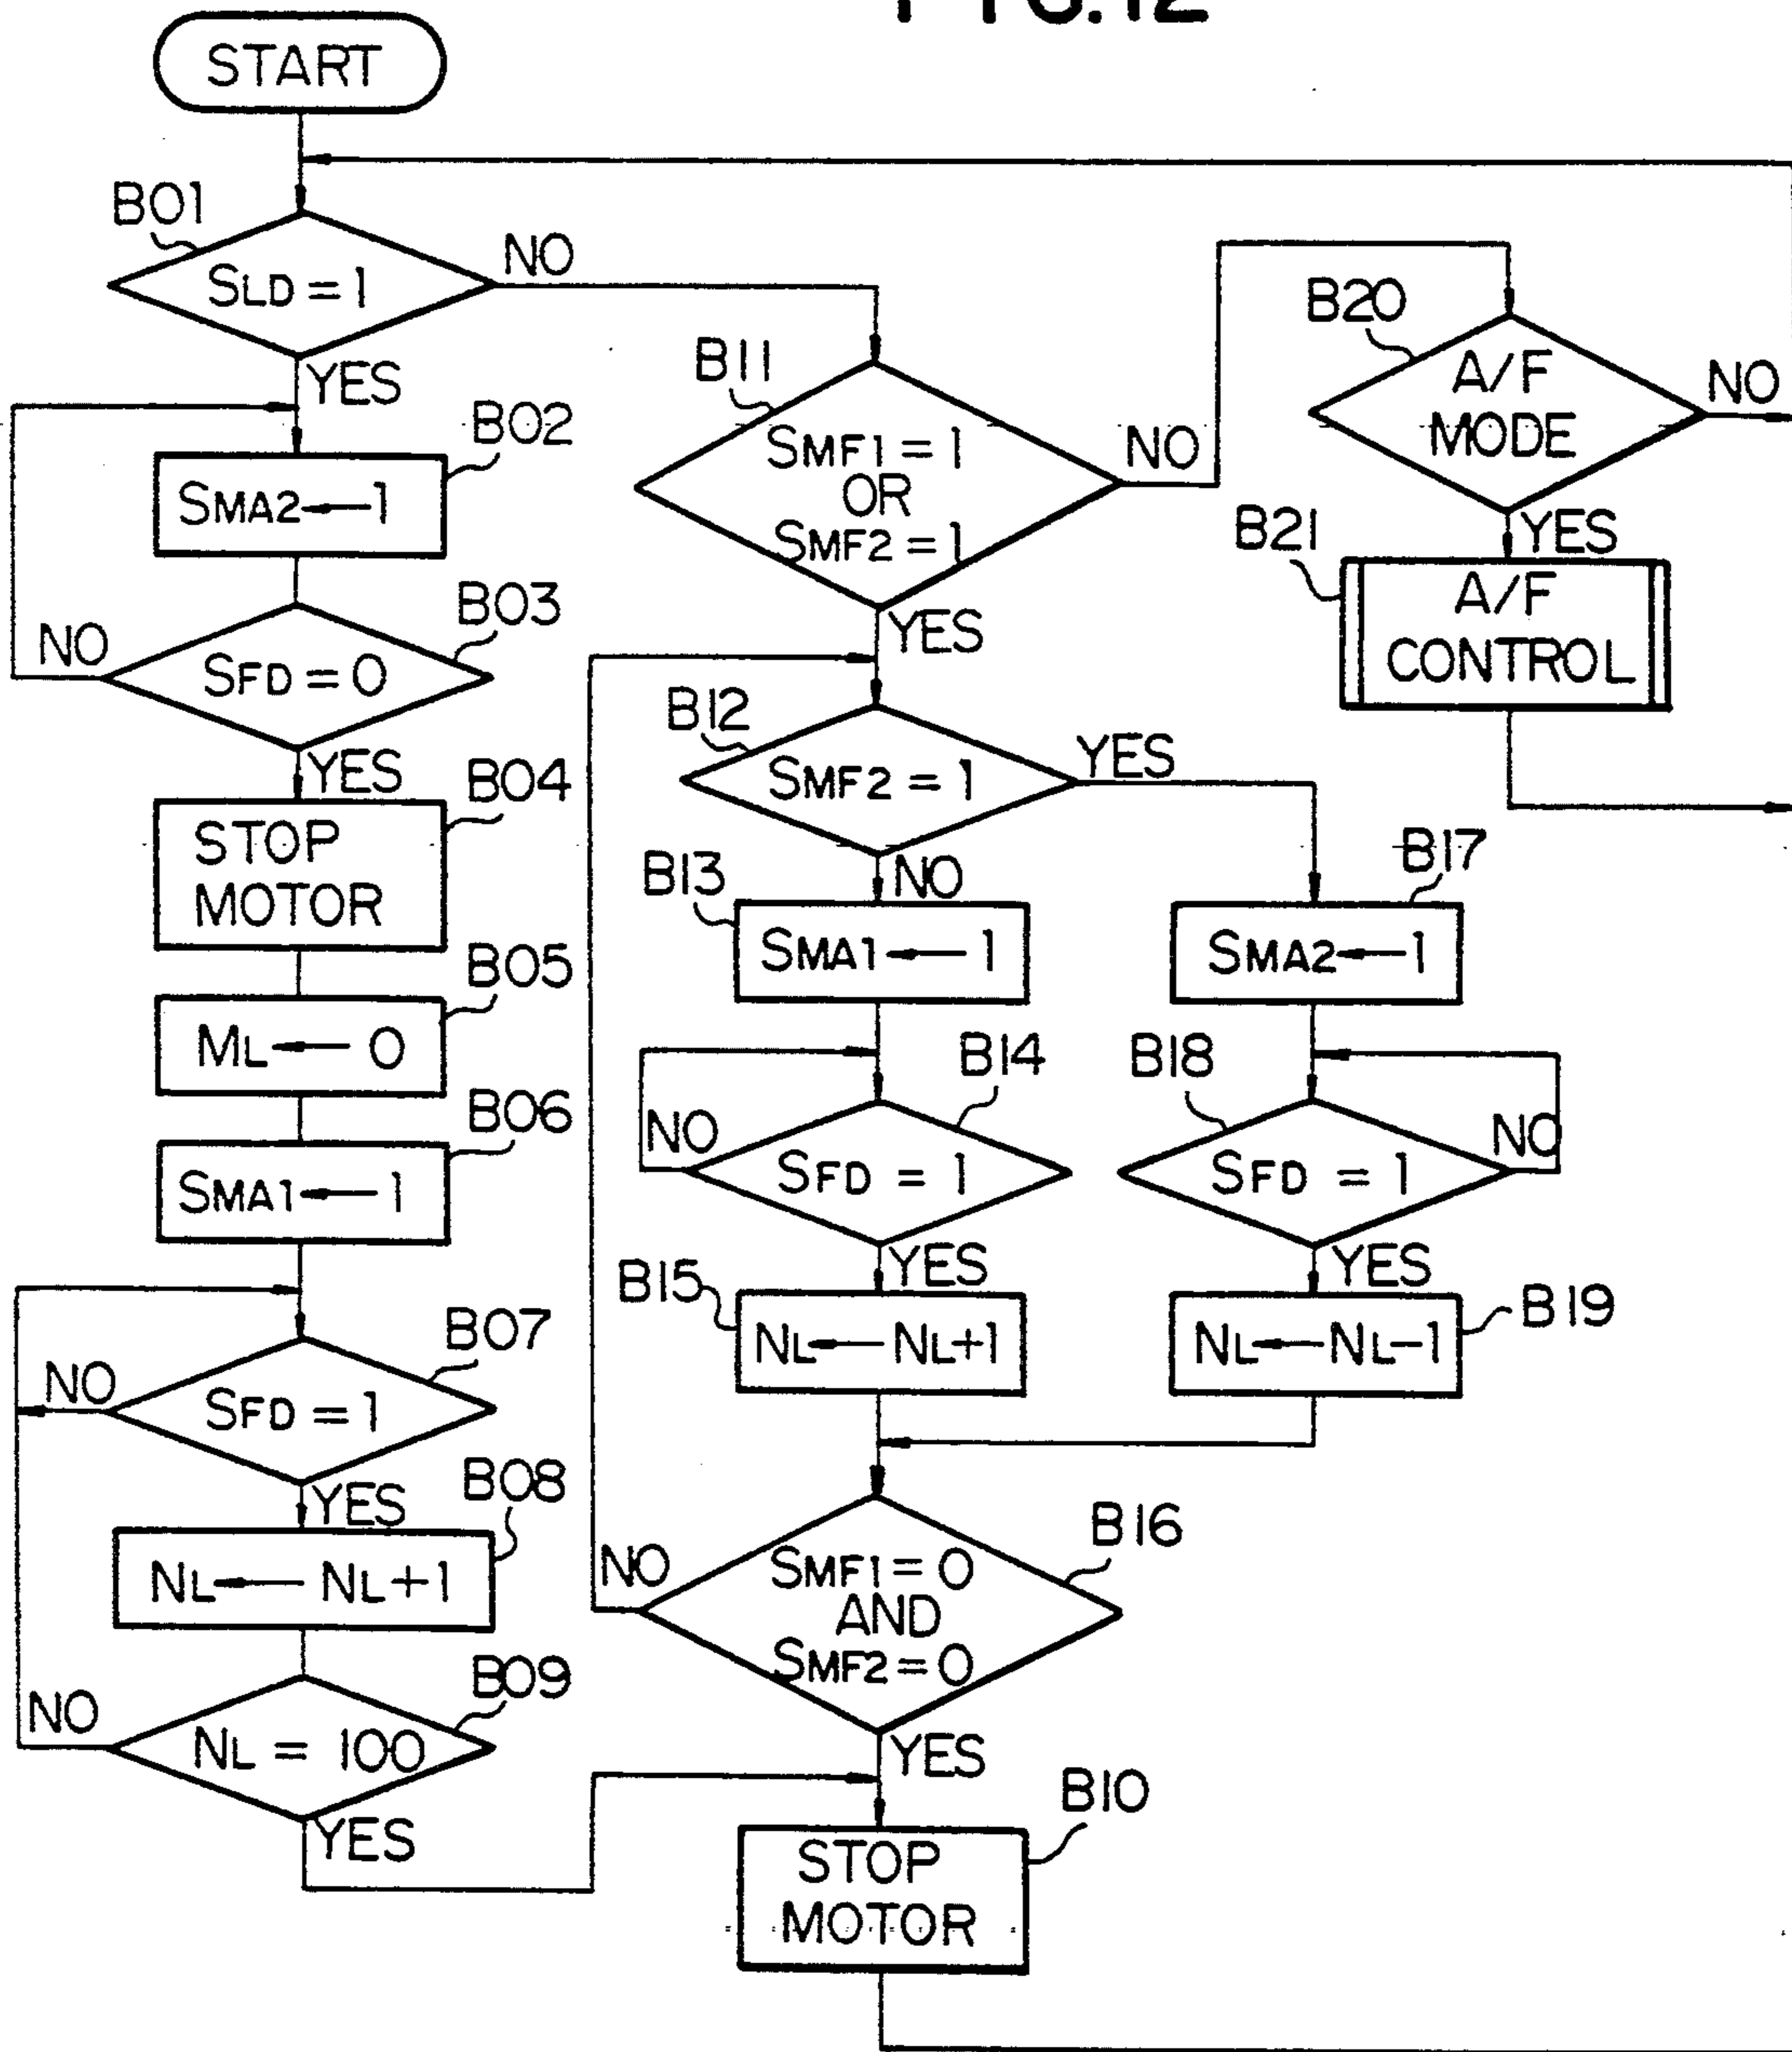 FIG.12
START
B01
SLD = 1
NO
YES
B02
SMA2 ← 1
B03
SFD = 0
NO
YES
B04
STOP
MOTOR
B05
ML ← 0
B06
SMA1 ← 1
B07
SFD = 1
NO
YES
B08
NL ← NL+1
B09
NL = 100
NO
YES
B11
SMF1 = 1
OR
SMF2 = 1
NO
YES
B12
SMF2 = 1
YES
NO
B13
SMA1 ← 1
B14
SFD = 1
NO
YES
B15
NL ← NL+1
B17
SMA2 ← 1
B18
SFD = 1
NO
YES
B19
NL ← NL-1
B16
SMF1 = 0
AND
SMF2 = 0
NO
YES
B10
STOP
MOTOR
B20
A/F
MODE
NO
YES
B21
A/F
CONTROL